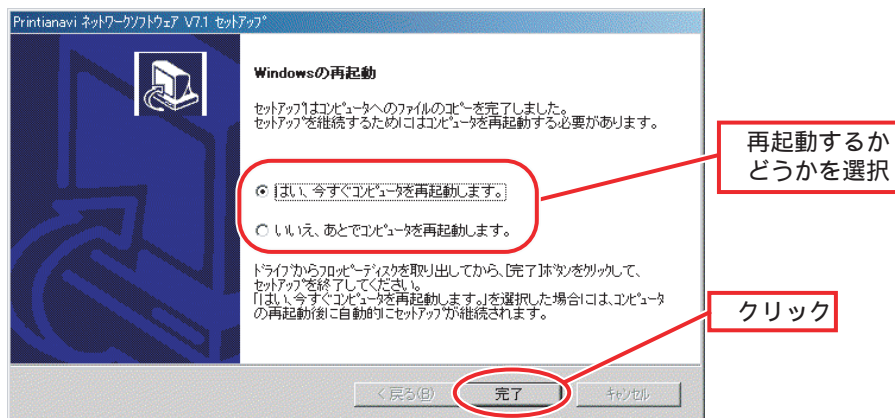 Printianavi ネットワークソフトウェア V7.1 セットアップ
Windowsの再起動
セットアップはコンピュータへのファイルのコピーを完了しました。
セットアップを継続するためにはコンピュータを再起動する必要があります。
再起動するか
どうかを選択
はい、今すぐコンピュータを再起動します。
いいえ、あとでコンピュータを再起動します。
ドライブからフロッピーディスクを取り出してから、[完了]ボタンをクリックして、
セットアップを終了してください。
「はい、今すぐコンピュータを再起動します。」を選択した場合には、コンピュータ
の再起動後に自動的にセットアップが継続されます。
クリック
< 戻る(B)
完了
キャンセル